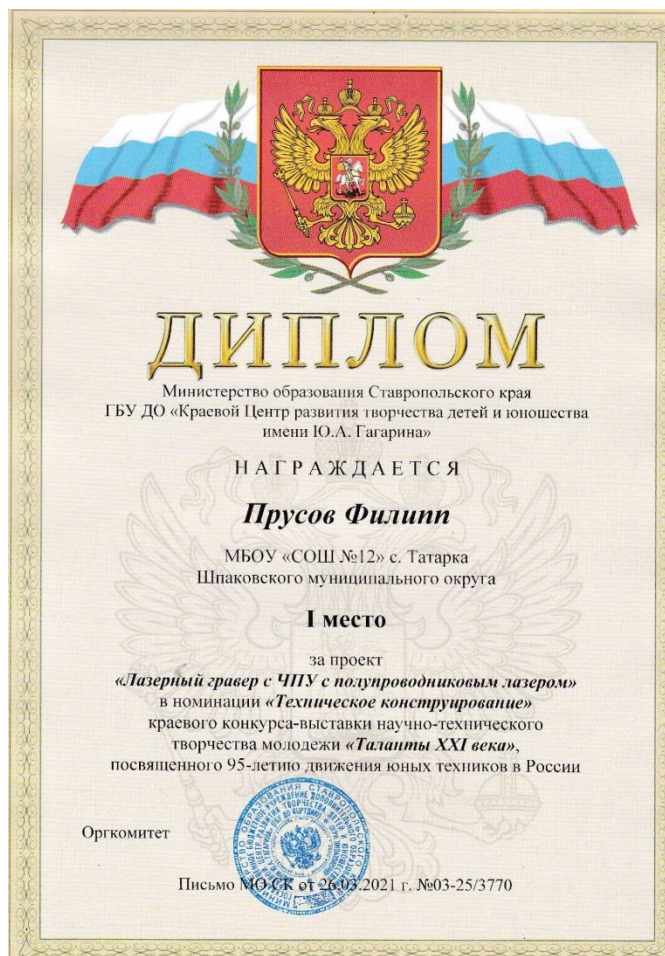 ДИПЛОМ
Министерство образования Ставропольского края
ГБУ ДО «Краевой Центр развития творчества детей и юношества
имени Ю.А. Гагарина»
НАГРАЖДАЕТСЯ
Прусов Филипп
МБОУ «СОШ №12» с. Татарка
Шпаковского муниципального округа
I место
за проект
«Лазерный гравер с ЧПУ с полупроводниковым лазером»
в номинации «Техническое конструирование»
краевого конкурса-выставки научно-технического
творчества молодежи «Таланты XXI века»,
посвященного 95-летию движения юных техников в России
Оргкомитет
Письмо МО СК от 26.03.2021 г. №03-25/3770